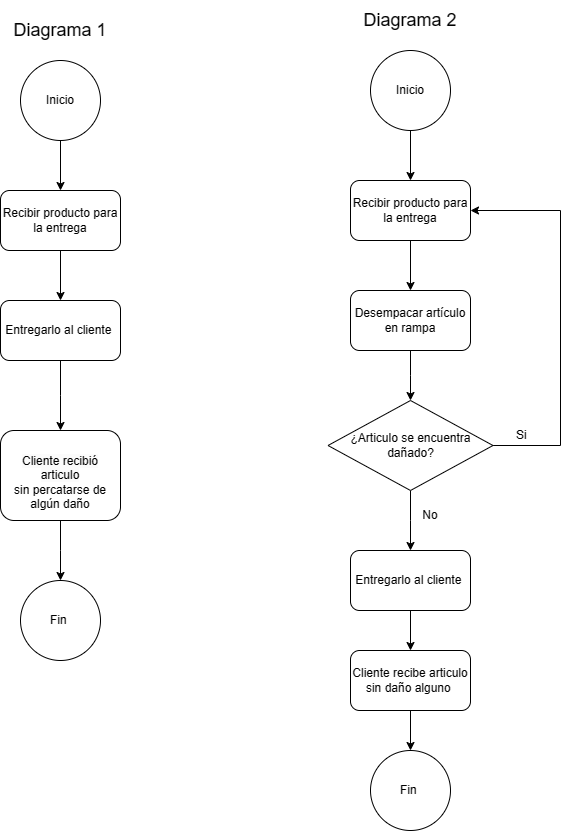 Diagrama 1
Inicio
Recibir producto para
la entrega
Entregarlo al cliente
Cliente recibió
articulo
sin percatarse de
algún daño
Fin
Diagrama 2
Inicio
Recibir producto para
la entrega
Desempacar artículo
en rampa
¿Articulo se encuentra
dañado?
Si
No
Entregarlo al cliente
Cliente recibe articulo
sin daño alguno
Fin